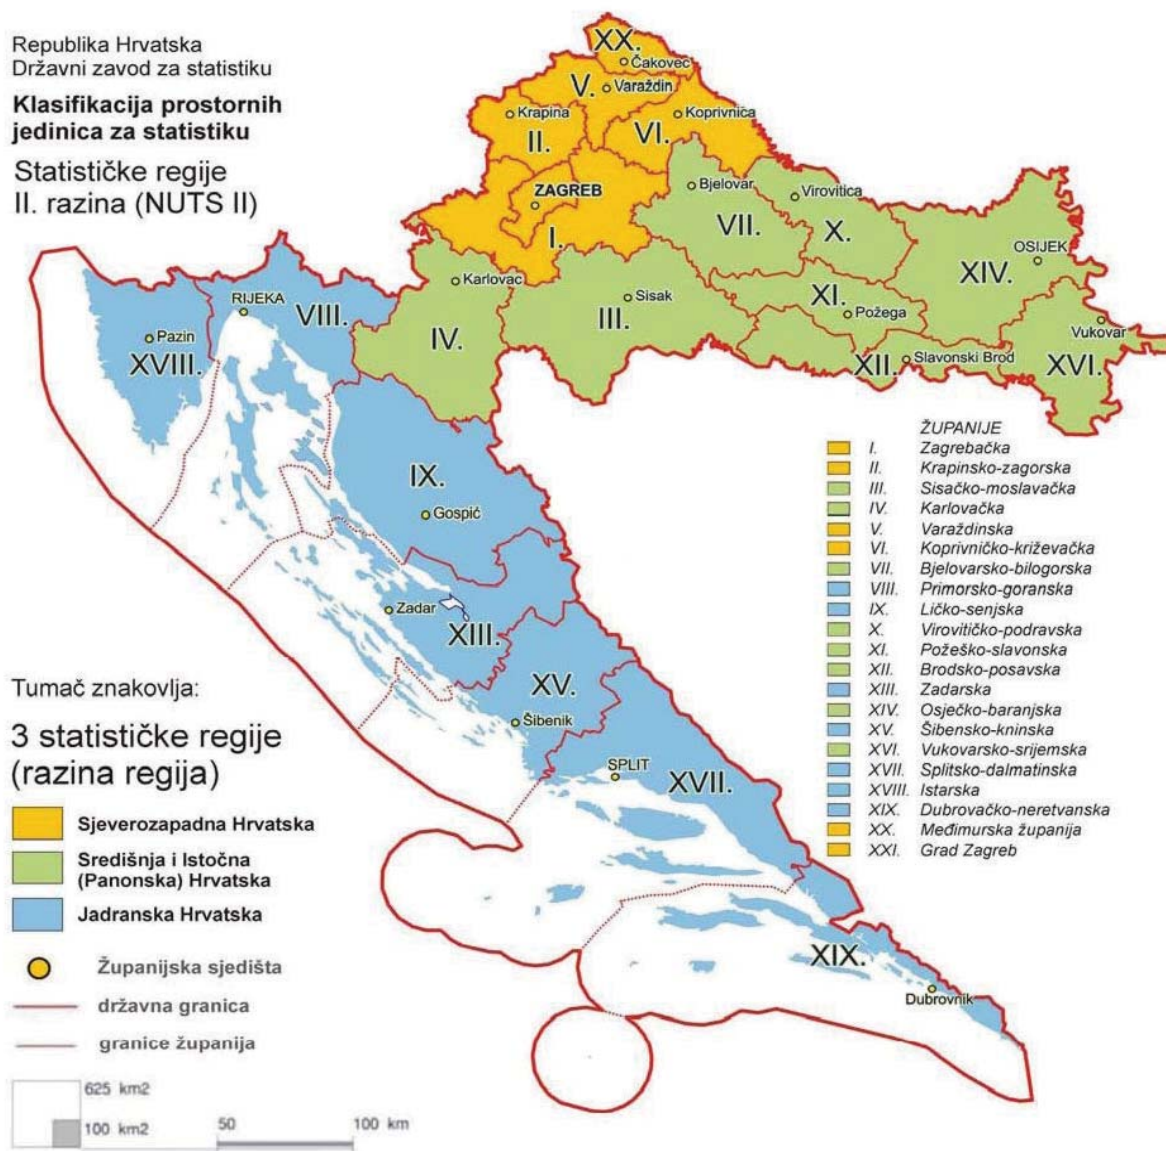 Republika Hrvatska
Državni zavod za statistiku
Klasifikacija prostornih
jedinica za statistiku
Statističke regije
II. razina (NUTS II)
XX.
Čakovec
V.
Varaždin
Krapina
II.
Koprivnica
VI.
ZAGREB
I.
Bjelovar
VII.
Virovitica
X.
OSIJEK
XIV.
Karlovac
IV.
Sisak
III.
XI.
Požega
Vukovar
XVI.
XII.
Slavonski Brod
RIJEKA
VIII.
Pazin
XVIII.
IX.
Gospić
Zadar
XIII.
XV.
Šibenik
SPLIT
XVII.
XIX.
Dubrovnik
ŽUPANIJE
I. Zagrebačka
II. Krapinsko-zagorska
III. Sisačko-moslavačka
IV. Karlovačka
V. Varaždinska
VI. Koprivničko-križevačka
VII. Bjelovarsko-bilogorska
VIII. Primorsko-goranska
IX. Ličko-senjska
X. Virovitičko-podravska
XI. Požeško-slavonska
XII. Brodsko-posavska
XIII. Zadarska
XIV. Osječko-baranjska
XV. Šibensko-kninska
XVI. Vukovarsko-srijemska
XVII. Splitsko-dalmatinska
XVIII. Istarska
XIX. Dubrovačko-neretvanska
XX. Međimurska županija
XXI. Grad Zagreb
Tumač znakovlja:
3 statističke regije
(razina regija)
Sjeverozapadna Hrvatska
Središnja i Istočna
(Panonska) Hrvatska
Jadranska Hrvatska
Županijska sjedišta
državna granica
granice županija
625 km2
100 km2
50
100 km